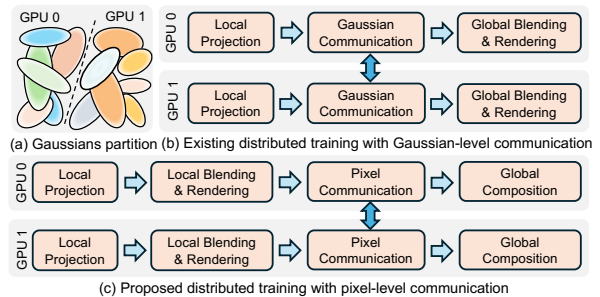 GPU 0 GPU 1
(a) Gaussians partition
GPU 0
Local
Projection
Gaussian
Communication
Global Blending
& Rendering
GPU 1
Local
Projection
Gaussian
Communication
Global Blending
& Rendering
(b) Existing distributed training with Gaussian-level communication
GPU 0
Local
Projection
Local Blending
& Rendering
Pixel
Communication
Global
Composition
GPU 1
Local
Projection
Local Blending
& Rendering
Pixel
Communication
Global
Composition
(c) Proposed distributed training with pixel-level communication